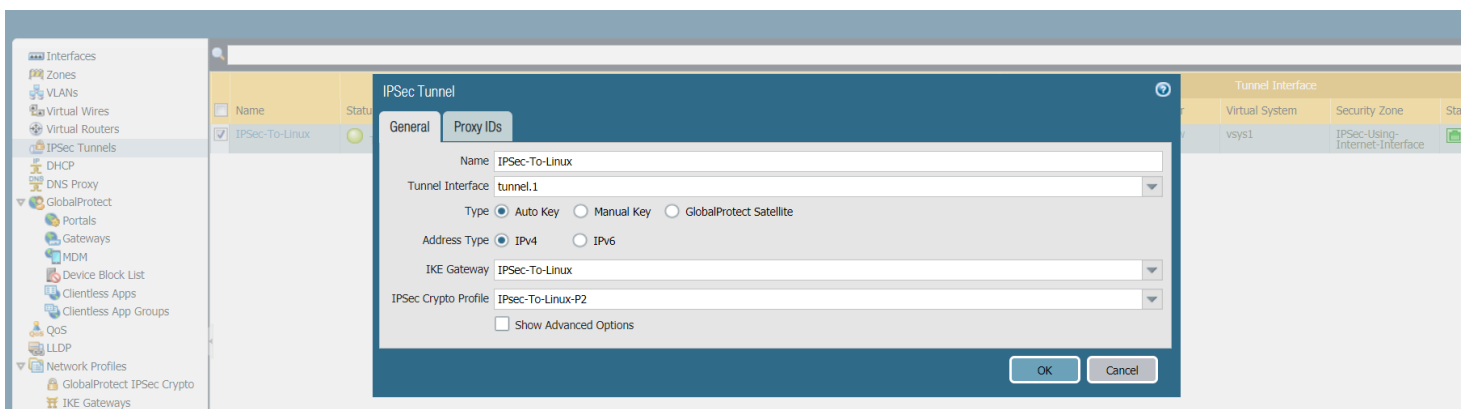 Interfaces
Zones
VLANs
Virtual Wires
Virtual Routers
IPSec Tunnels
DHCP
DNS Proxy
GlobalProtect
Portals
Gateways
MDM
Device Block List
Clientless Apps
Clientless App Groups
QoS
LLDP
Network Profiles
GlobalProtect IPSec Crypto
IKE Gateways
Tunnel Interface
Name
Statu
Virtual System
Security Zone
Sta
IPSec-To-Linux
vsys1
IPSec-Using-
Internet-Interface
IPSec Tunnel
General Proxy IDs
Name IPSec-To-Linux
Tunnel Interface tunnel.1
Type Auto Key Manual Key GlobalProtect Satellite
Address Type IPv4 IPv6
IKE Gateway IPSec-To-Linux
IPSec Crypto Profile IPsec-To-Linux-P2
Show Advanced Options
OK Cancel